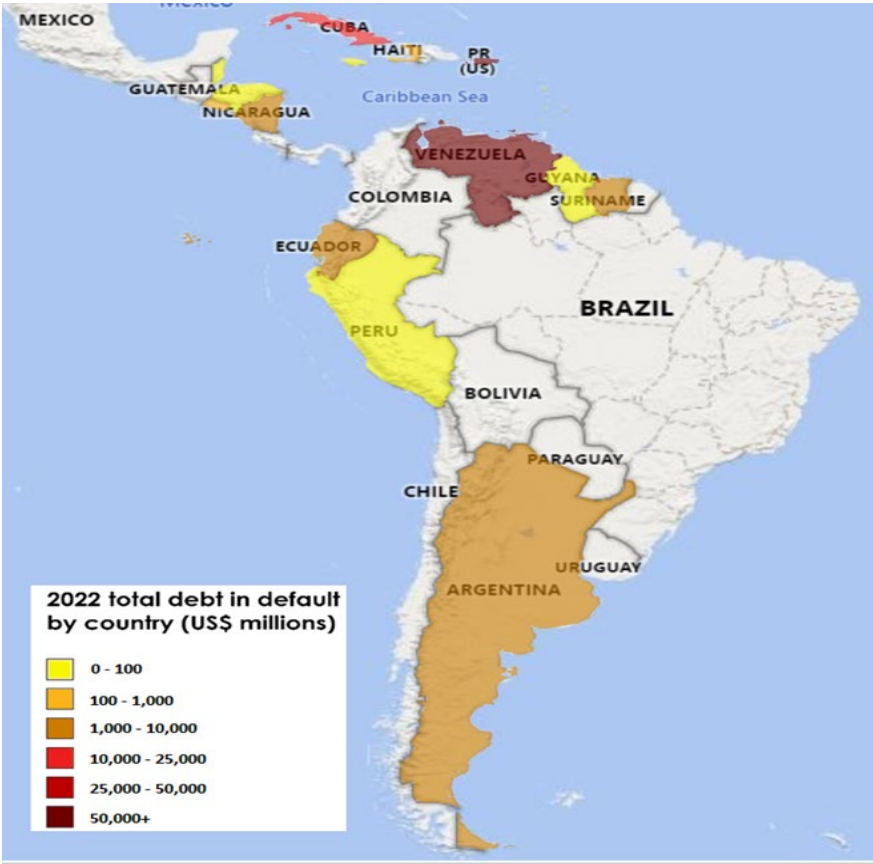 MEXICO
MEXICO
CUBA
HAITI
PR
(US)
GUATEMALA
Caribbean Sea
NICARAGUA
VENEZUELA
GUYANA
COLOMBIA
SURINAME
ECUADOR
BRAZIL
PERU
BOLIVIA
PARAGUAY
CHILE
URUGUAY
ARGENTINA
2022 total debt in default
by country (US$ millions)
0 - 100
100 - 1,000
1,000 - 10,000
10,000 - 25,000
25,000 - 50,000
50,000+